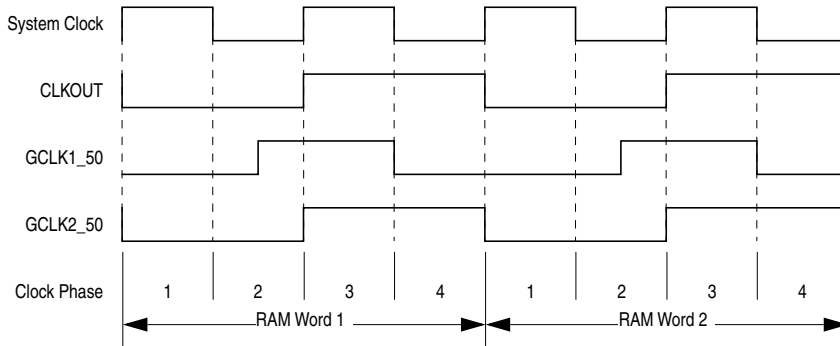 System Clock
CLKOUT
GCLK1_50
GCLK2_50
Clock Phase 1 2 3 4 1 2 3 4
RAM Word 1 RAM Word 2